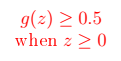 g(z) ≥ 0.5
when z ≥ 0